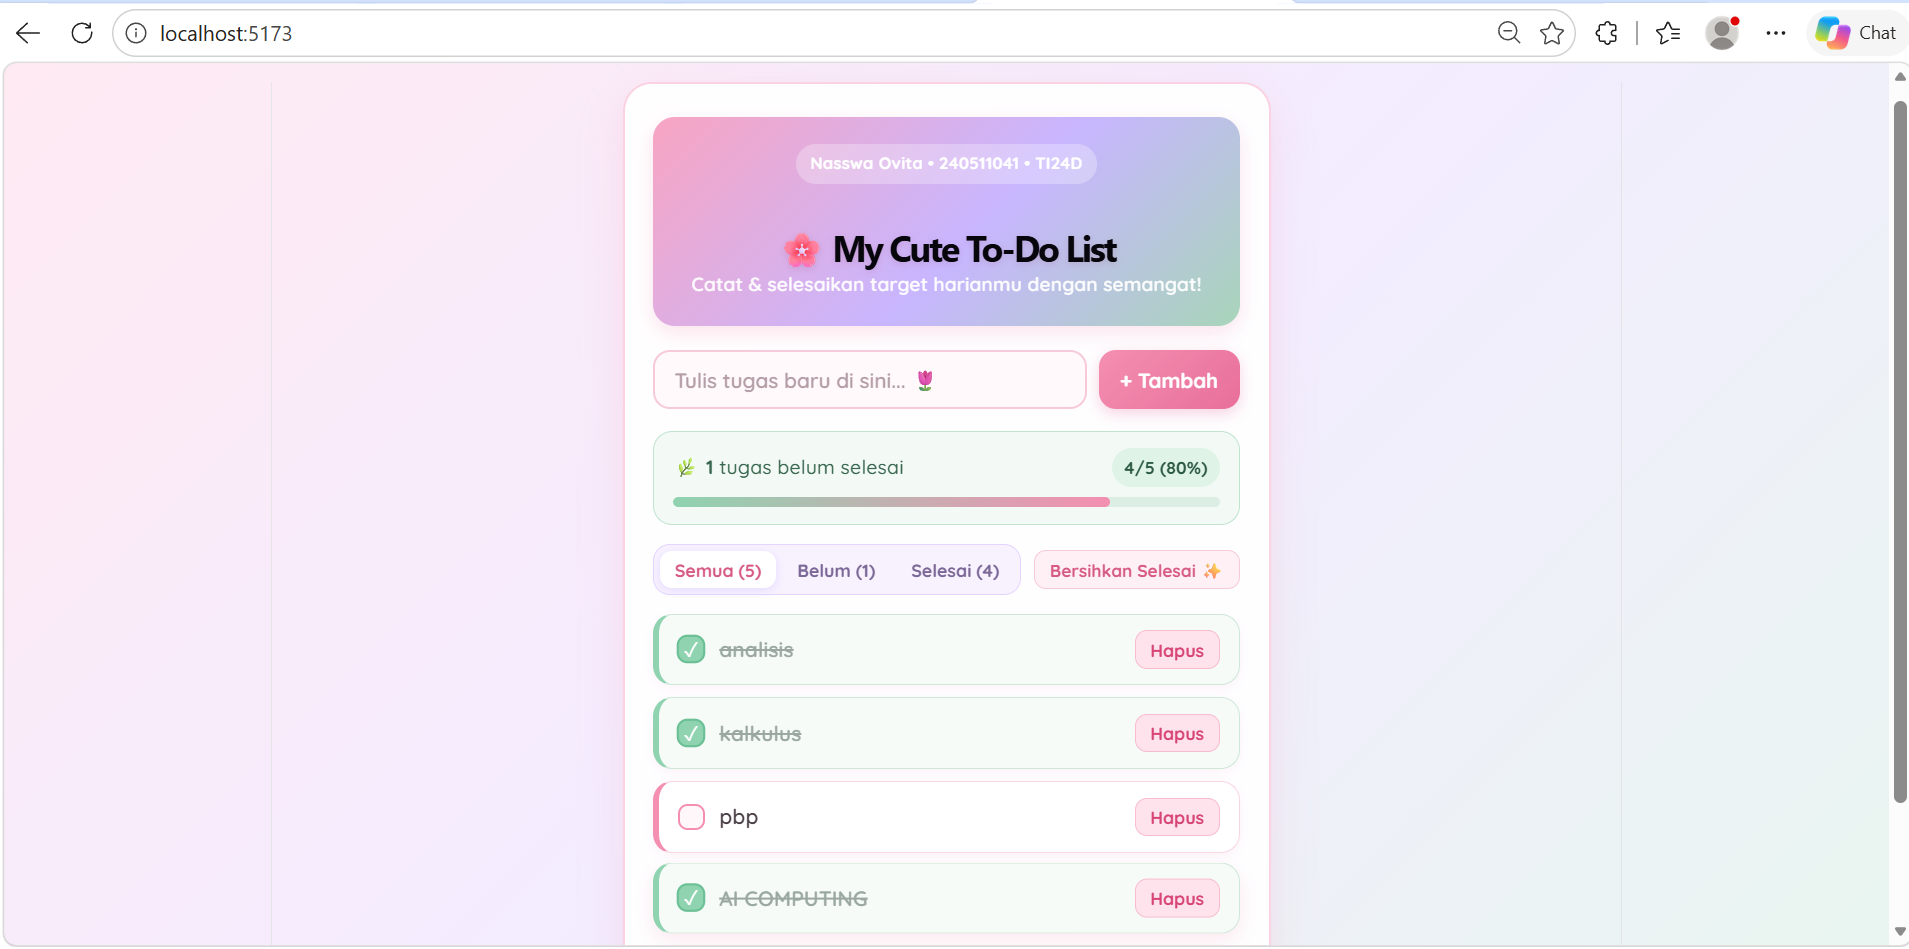 localhost:5173
Chat
Nasswa Ovita • 240511041 • TI24D
🌸 My Cute To-Do List
Catat & selesaikan target harianmu dengan semangat!
Tulis tugas baru di sini... 🌷
+ Tambah
🌿 1 tugas belum selesai
4/5 (80%)
Semua (5)
Belum (1)
Selesai (4)
Bersihkan Selesai ✨
analisis
Hapus
kalkulus
Hapus
pbp
Hapus
AI COMPUTING
Hapus